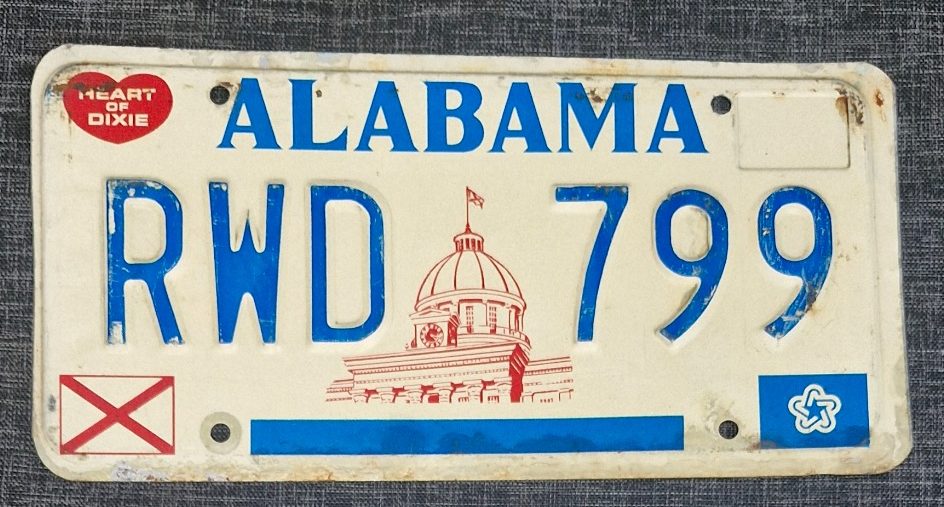 HEART
OF
DIXIE
ALABAMA
RWD 799